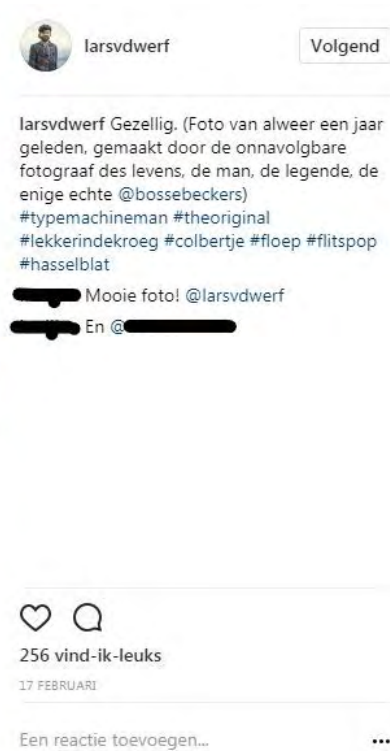 larsvdwerf
Volgend
larsvdwerf Gezellig. (Foto van alweer een jaar
geleden, gemaakt door de onnavolgbare
fotograaf des levens, de man, de legende, de
enige echte @bossebeckers)
#typemachineman #theoriginal
#lekkerindekroeg #colbertje #floep #flitspop
#hasselblat
Mooie foto! @larsvdwerf
En @
256 vind-ik-leuks
17 FEBRUARI
Een reactie toevoegen...